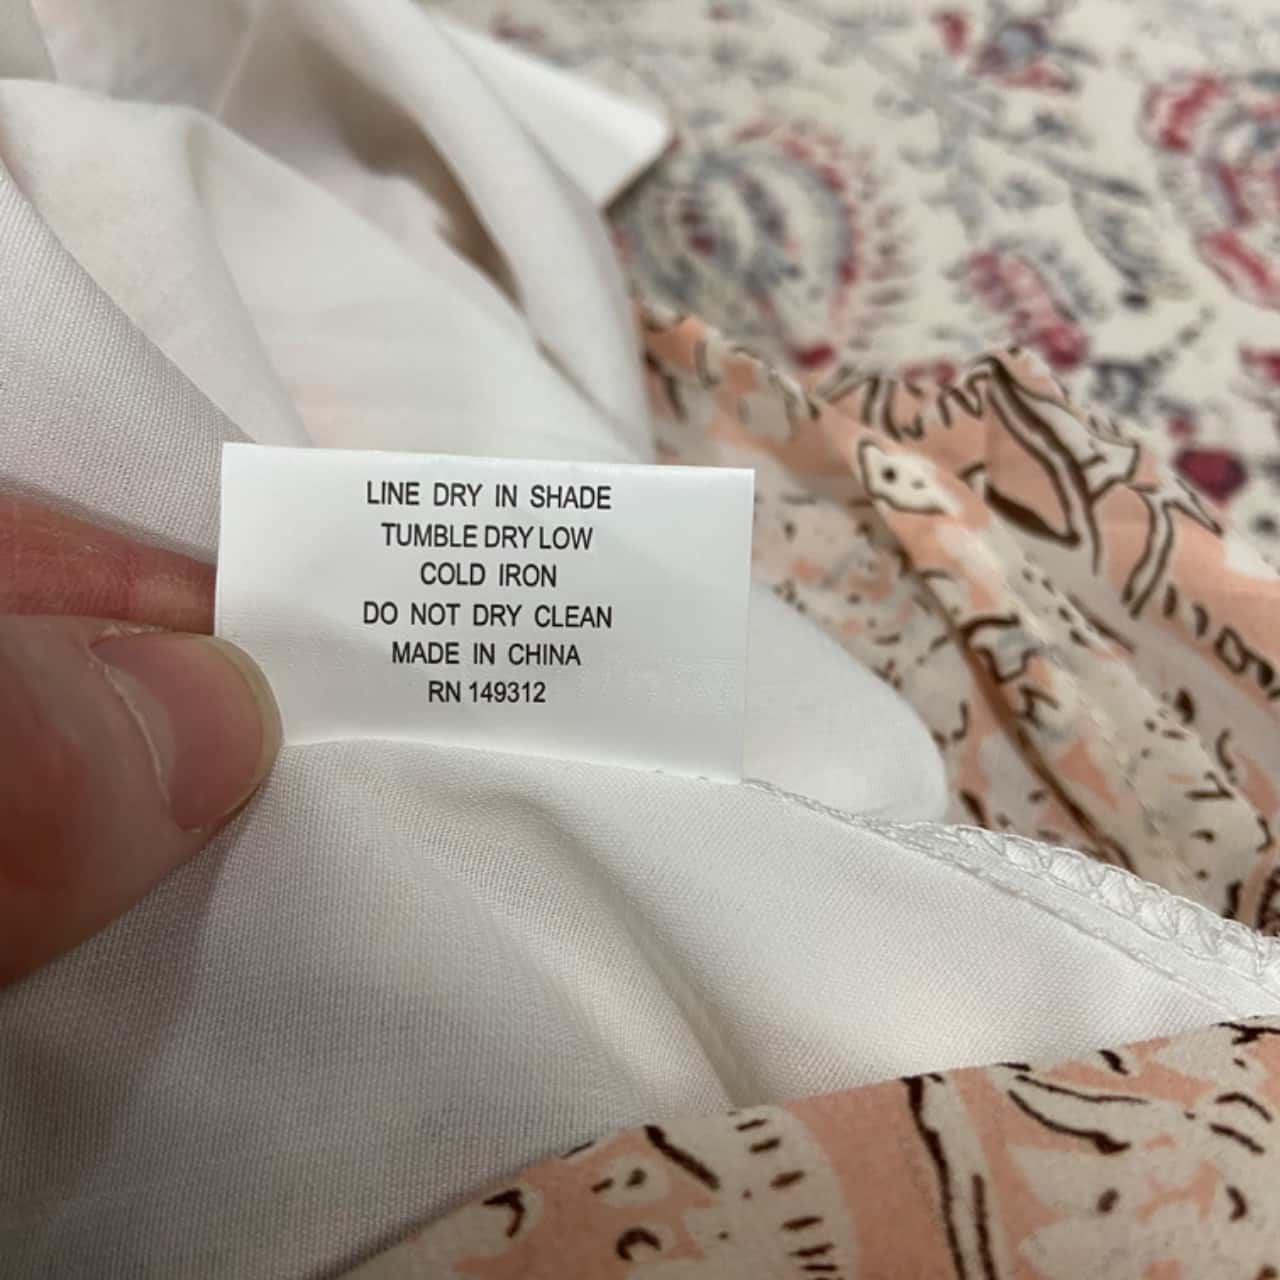 LINE DRY IN SHADE
TUMBLE DRY LOW
COLD IRON
DO NOT DRY CLEAN
MADE IN CHINA
RN 149312